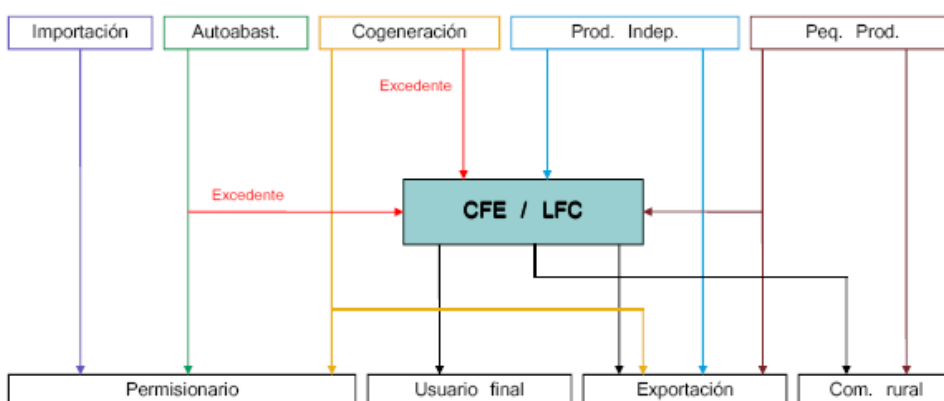 Importación
Autoabast.
Cogeneración
Prod. Indep.
Peq. Prod.
Excedente
Excedente
CFE / LFC
Permisionario
Usuario final
Exportación
Com. rural